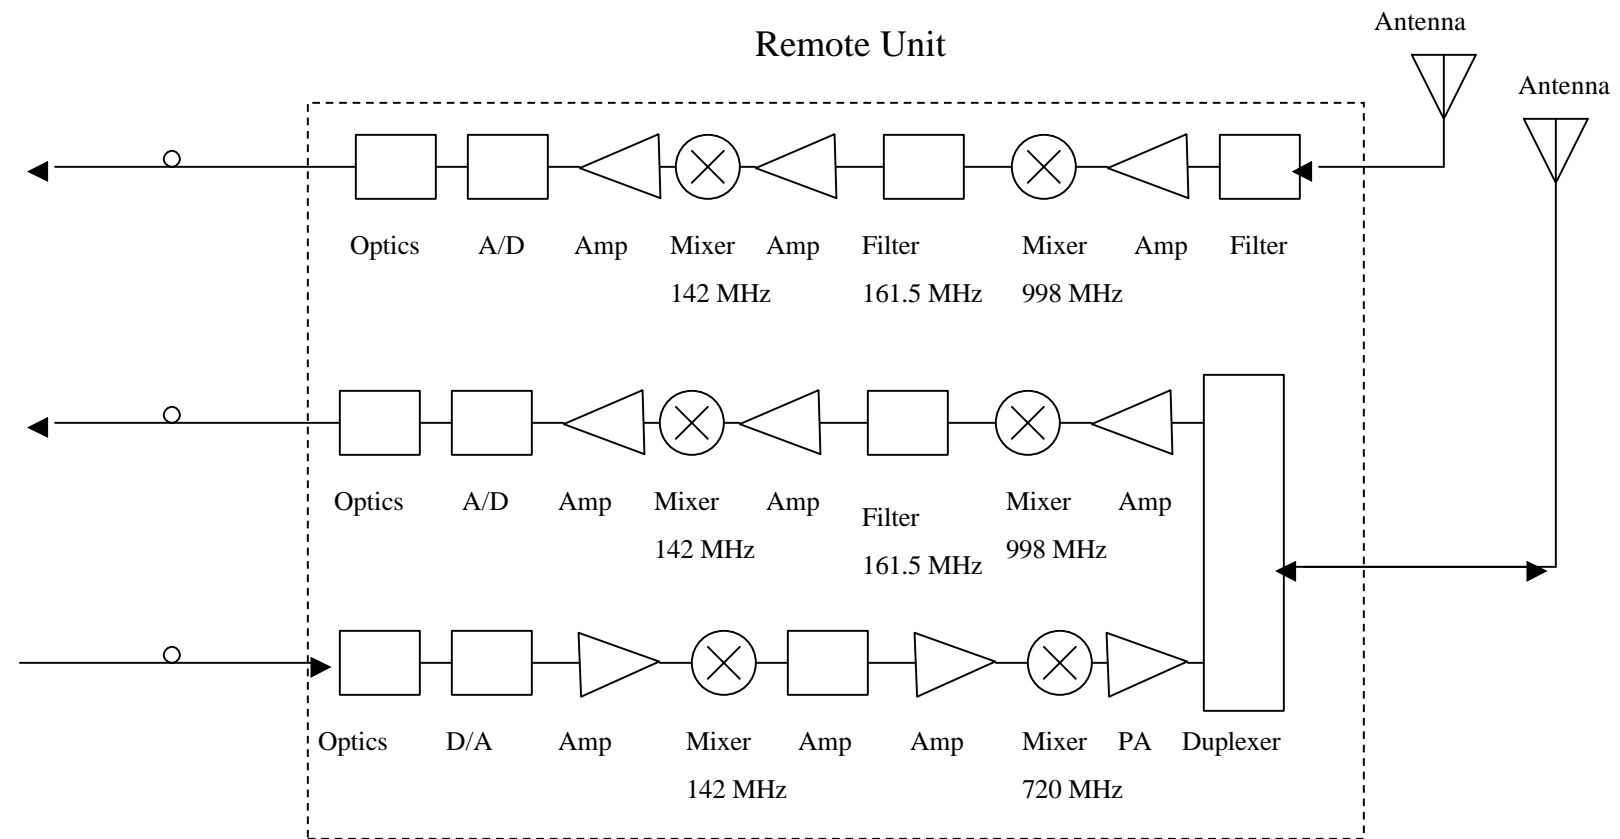 Antenna
Remote Unit
Antenna
Optics A/D Amp Mixer Amp Filter Mixer Amp Filter
142 MHz 161.5 MHz 998 MHz
Optics A/D Amp Mixer Amp Filter Mixer Amp
142 MHz 161.5 MHz 998 MHz
Optics D/A Amp Mixer Amp Amp Mixer PA Duplexer
142 MHz 720 MHz